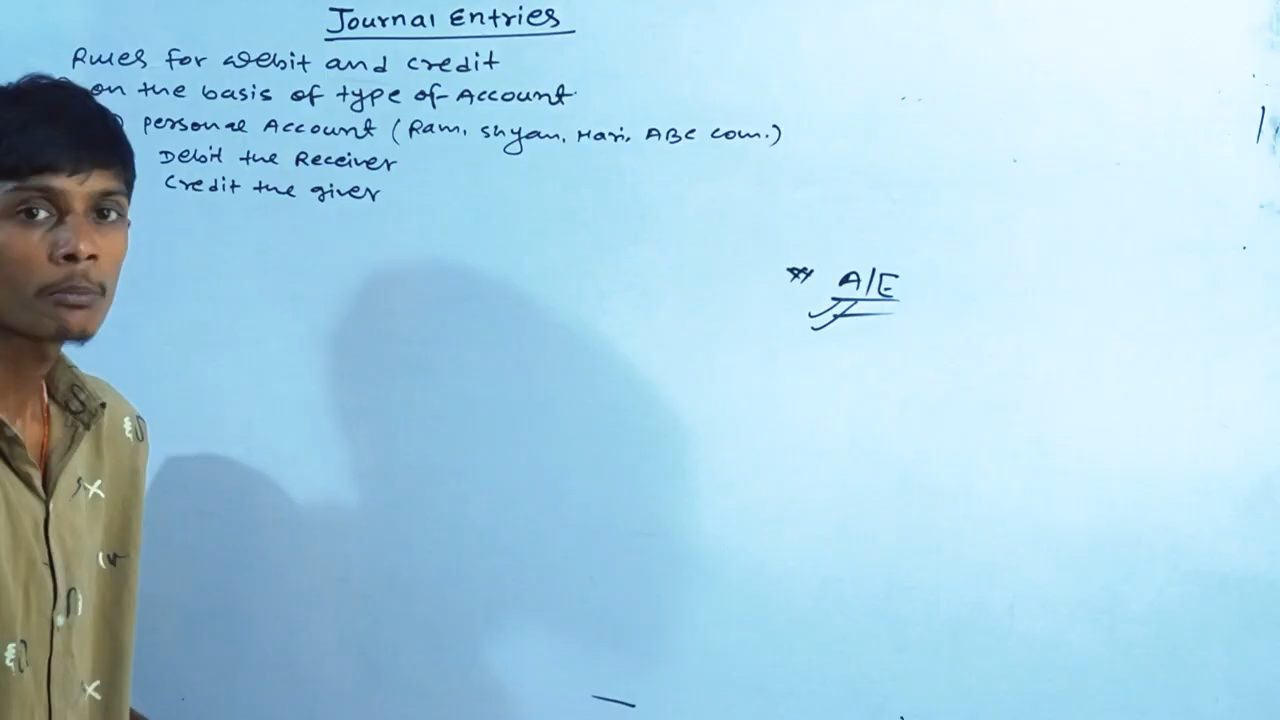 Journal Entries
Rules for Debit and credit
on the basis of type of Account
Personal Account (Ram, Shyam, Hari, ABC com.)
Debit the Receiver
Credit the giver
A/E